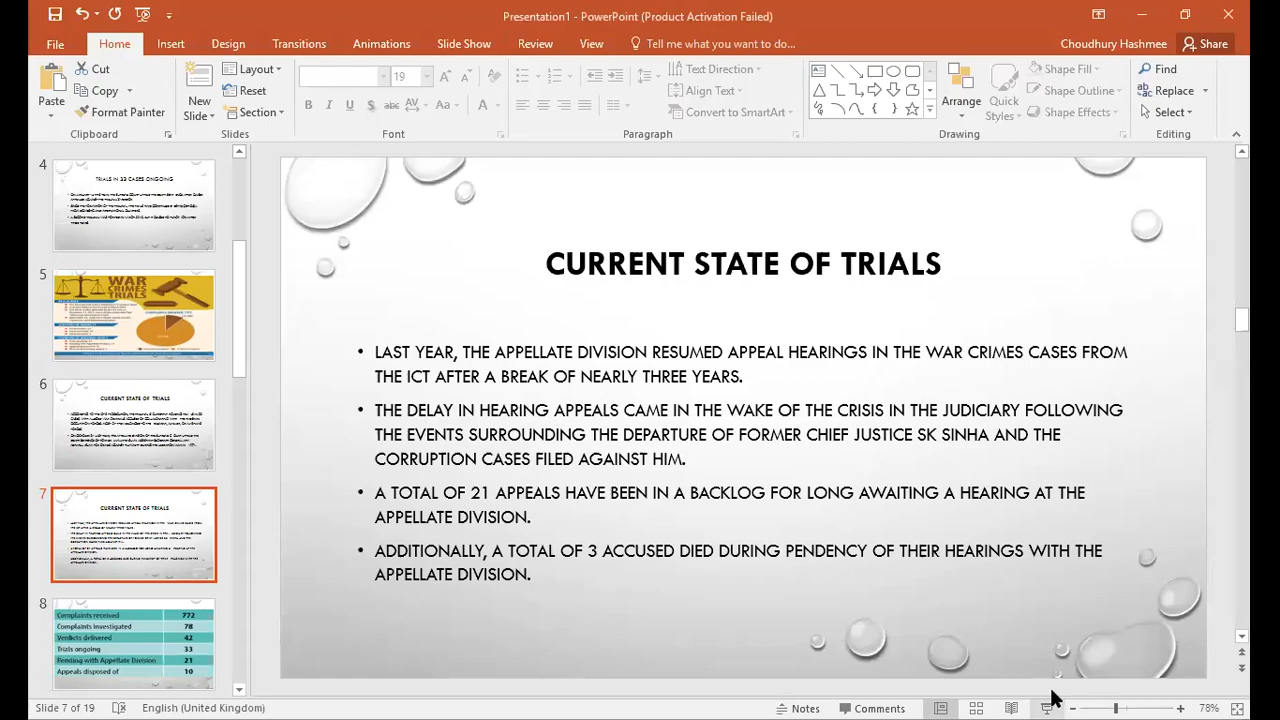 Presentation1 - PowerPoint (Product Activation Failed)
File Home Insert Design Slide Show Transitions Animations Review View Tell me what you want to do... Choudhury Hashmee Share
Cut
Copy
Format Painter
Paste
Clipboard
New
Slide
Layout
Reset
Section
Slides
19
Font
Text Direction
Align Text
Convert to SmartArt
Paragraph
Arrange
Quick
Styles
Shape Fill
Shape Outline
Shape Effects
Drawing
Find
Replace
Select
Editing
4
TRIALS IN 33 CASES ONGOING
5
WAR
CRIMES
TRIALS
6
CURRENT STATE OF TRIALS
7
CURRENT STATE OF TRIALS
8
Complaints received 772
Complaints investigated 78
Verdicts delivered 42
Trials ongoing 33
Pending with Appellate Division 21
Appeals disposed of 10
CURRENT STATE OF TRIALS
• LAST YEAR, THE APPELLATE DIVISION RESUMED APPEAL HEARINGS IN THE WAR CRIMES CASES FROM
THE ICT AFTER A BREAK OF NEARLY THREE YEARS.
• THE DELAY IN HEARING APPEALS CAME IN THE WAKE OF THE CRISIS IN THE JUDICIARY FOLLOWING
THE EVENTS SURROUNDING THE DEPARTURE OF FORMER CHIEF JUSTICE SK SINHA AND THE
CORRUPTION CASES FILED AGAINST HIM.
• A TOTAL OF 21 APPEALS HAVE BEEN IN A BACKLOG FOR LONG AWAITING A HEARING AT THE
APPELLATE DIVISION.
• ADDITIONALLY, A TOTAL OF 3 ACCUSED DIED DURING PENDENCY OF THEIR HEARINGS WITH THE
APPELLATE DIVISION.
Slide 7 of 19 English (United Kingdom) Notes Comments 78%